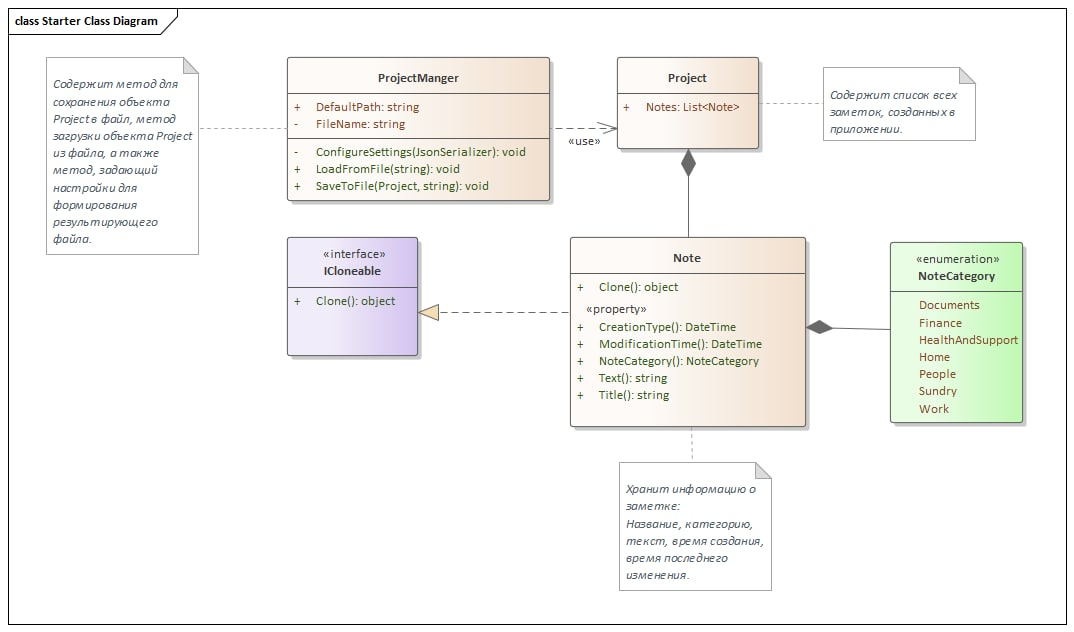 class Starter Class Diagram
Содержит метод для
сохранения объекта
Project в файл, метод
загрузки объекта Project
из файла, а также
метод, задающий
настройки для
формирования
результирующего
файла.
ProjectManger
+ DefaultPath: string
- FileName: string
- ConfigureSettings(JsonSerializer): void
+ LoadFromFile(string): void
+ SaveToFile(Project, string): void
«use»
Project
+ Notes: List<Note>
Содержит список всех
заметок, созданных в
приложении.
«interface»
ICloneable
+ Clone(): object
Note
+ Clone(): object
«property»
+ CreationType(): DateTime
+ ModificationTime(): DateTime
+ NoteCategory(): NoteCategory
+ Text(): string
+ Title(): string
«enumeration»
NoteCategory
Documents
Finance
HealthAndSupport
Home
People
Sundry
Work
Хранит информацию о
заметке:
Название, категорию,
текст, время создания,
время последнего
изменения.